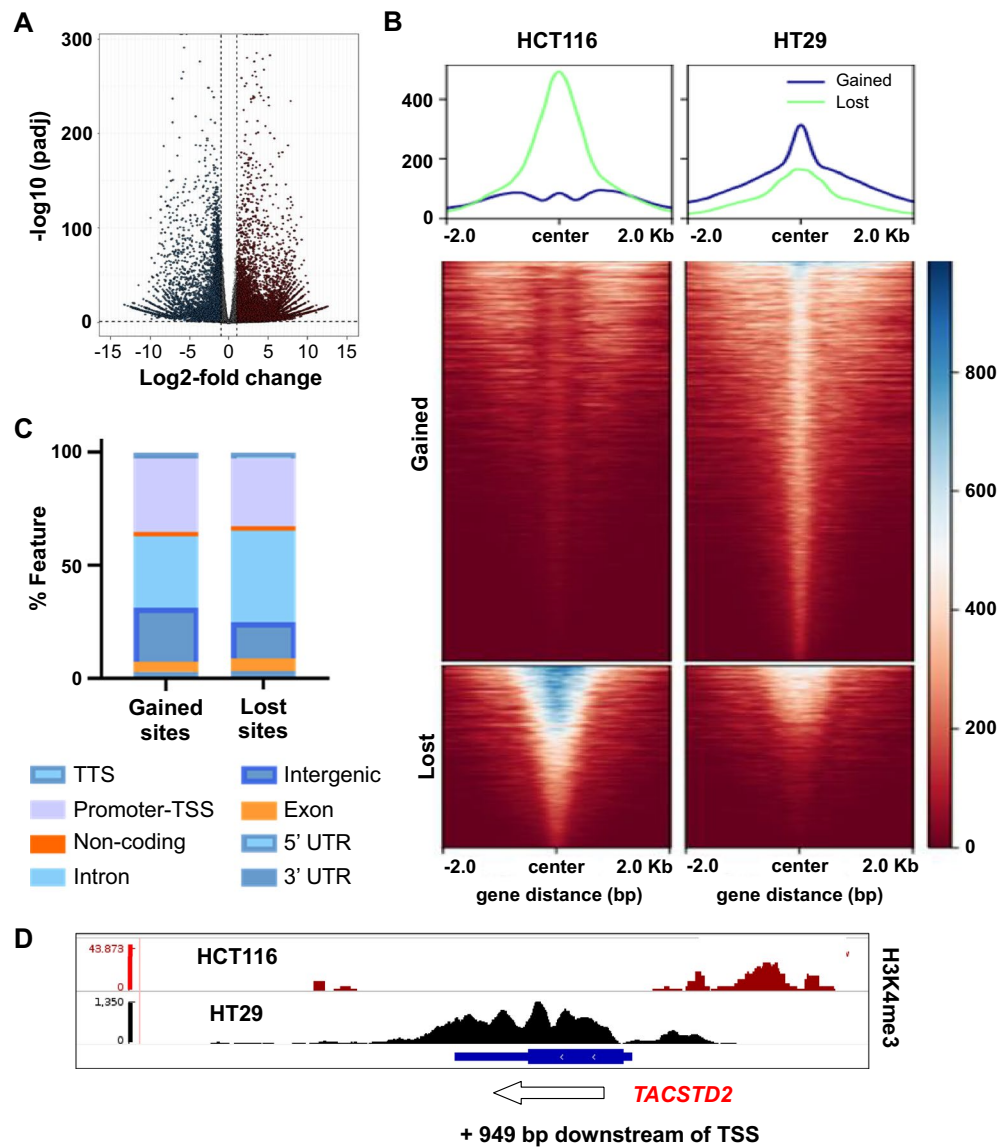 A
300
200
100
0
-log10 (padj)
-15 -10 -5 0 5 10 15
Log2-fold change
B
HCT116
HT29
Gained
Lost
400
200
0
-2.0 center 2.0 Kb
-2.0 center 2.0 Kb
Gained
Lost
800
600
400
200
0
-2.0 center 2.0 Kb
gene distance (bp)
-2.0 center 2.0 Kb
gene distance (bp)
C
100
50
0
% Feature
Gained
sites
Lost
sites
TTS
Promoter-TSS
Non-coding
Intron
Intergenic
Exon
5' UTR
3' UTR
D
43.873
0
HCT116
1,350
0
HT29
H3K4me3
TACSTD2
+ 949 bp downstream of TSS